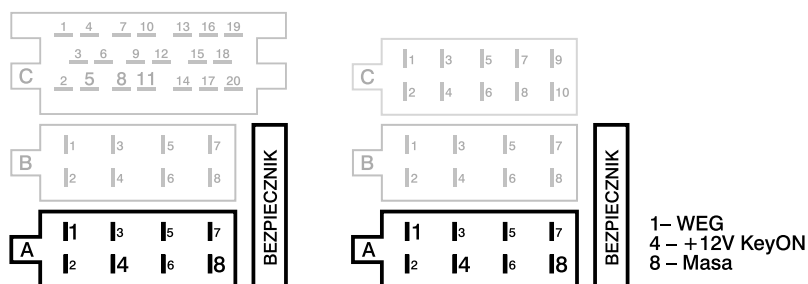 1 4 7 10 13 16 19
3 6 9 12 15 18
C 2 5 8 11 14 17 20
1 3 5 7
B
2 4 6 8
BEZPIECZNIK
1 3 5 7
A
2 4 8 6
1 3 5 7 9
C
2 4 6 8 10
1 3 5 7
B
2 4 6 8
BEZPIECZNIK
1 3 5 7
A
2 4 6 8
1– WEG
4 – +12V KeyON
8 – Masa